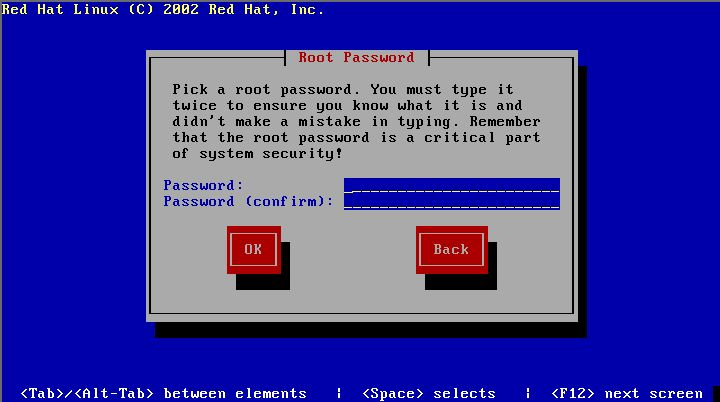 Red Hat Linux (C) 2002 Red Hat, Inc.
Root Password
Pick a root password. You must type it
twice to ensure you know what it is and
didn't make a mistake in typing. Remember
that the root password is a critical part
of system security!
Password:
Password (confirm):
OK Back
<Tab>/<Alt-Tab> between elements | <Space> selects | <F12> next screen